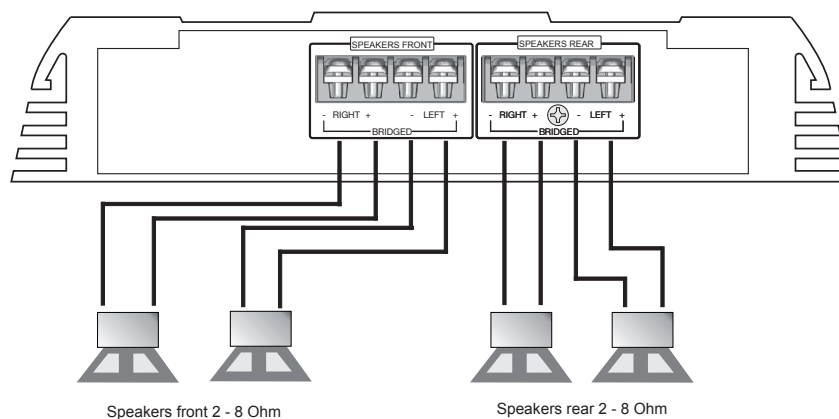 SPEAKERS FRONT
- RIGHT + - LEFT +
BRIDGED
SPEAKERS REAR
- RIGHT + - LEFT +
BRIDGED
Speakers front 2 - 8 Ohm
Speakers rear 2 - 8 Ohm